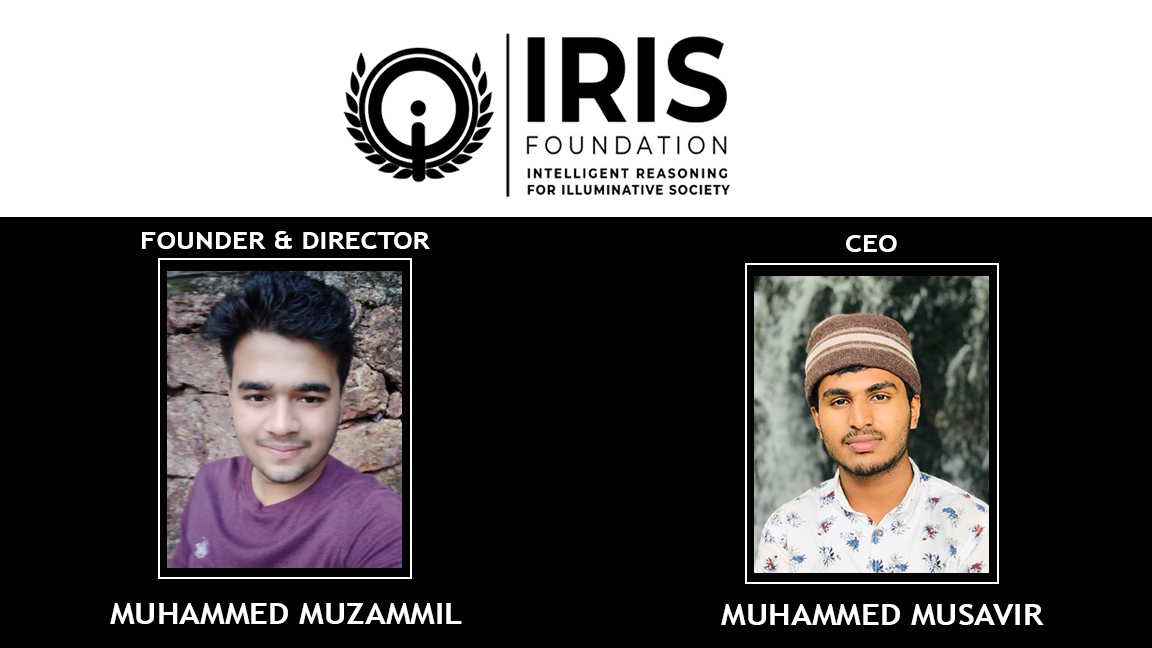 IRIS
FOUNDATION
INTELLIGENT REASONING
FOR ILLUMINATIVE SOCIETY
FOUNDER & DIRECTOR
CEO
MUHAMMED MUZAMMIL
MUHAMMED MUSAVIR